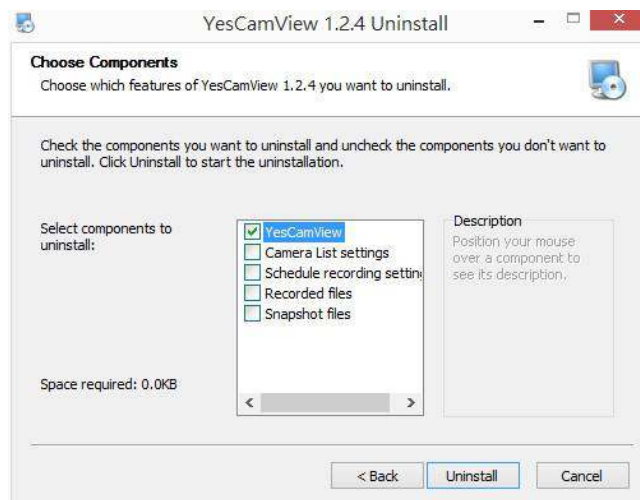 YesCamView 1.2.4 Uninstall
Choose Components
Choose which features of YesCamView 1.2.4 you want to uninstall.
Check the components you want to uninstall and uncheck the components you don't want to
uninstall. Click Uninstall to start the uninstallation.
Select components to
uninstall:
YesCamView
Camera List settings
Schedule recording settin
Recorded files
Snapshot files
Description
Position your mouse
over a component to
see its description.
Space required: 0.0KB
< Back
Uninstall
Cancel